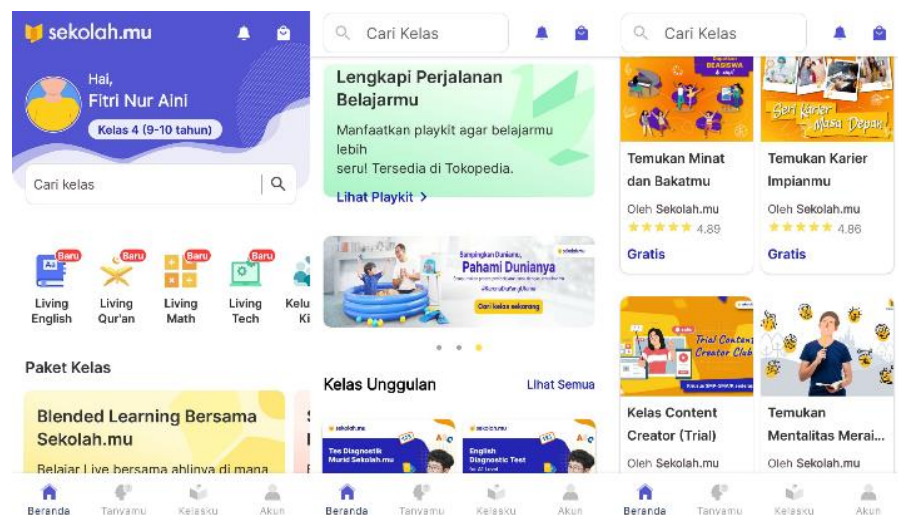 sekolah.mu
Hai,
Fitri Nur Aini
Kelas 4 (9-10 tahun)
Cari kelas
Baru
Baru
Baru
Baru
Living English
Living Qur'an
Living Math
Living Tech
Kelu
Ki
Paket Kelas
Blended Learning Bersama
Sekolah.mu
Belajar Live bersama ahlinya di mana
Beranda
Tanyamu
Kelasku
Akun
Cari Kelas
Lengkapi Perjalanan
Belajarmu
Manfaatkan playkit agar belajarmu
lebih
seru! Tersedia di Tokopedia.
Lihat Playkit >
Sampingkan Duniamu,
Pahami Dunianya
Cari kelas sekarang
Kelas Unggulan
Lihat Semua
sekolah.mu
Tes Diagnostik
Murid Sekolah.mu
sekolah.mu
English
Diagnostic Test
Beranda
Tanyamu
Kelasku
Akun
Cari Kelas
BEASISWA
Seri Karier
Masa Depan
Temukan Minat
dan Bakatmu
Oleh Sekolah.mu
4.89
Gratis
Temukan Karier
Impianmu
Oleh Sekolah.mu
4.86
Gratis
Trial Content
Creator Club
Kelas Content
Creator (Trial)
Oleh Sekolah.mu
Temukan
Mentalitas Merai...
Oleh Sekolah.mu
Beranda
Tanyamu
Kelasku
Akun